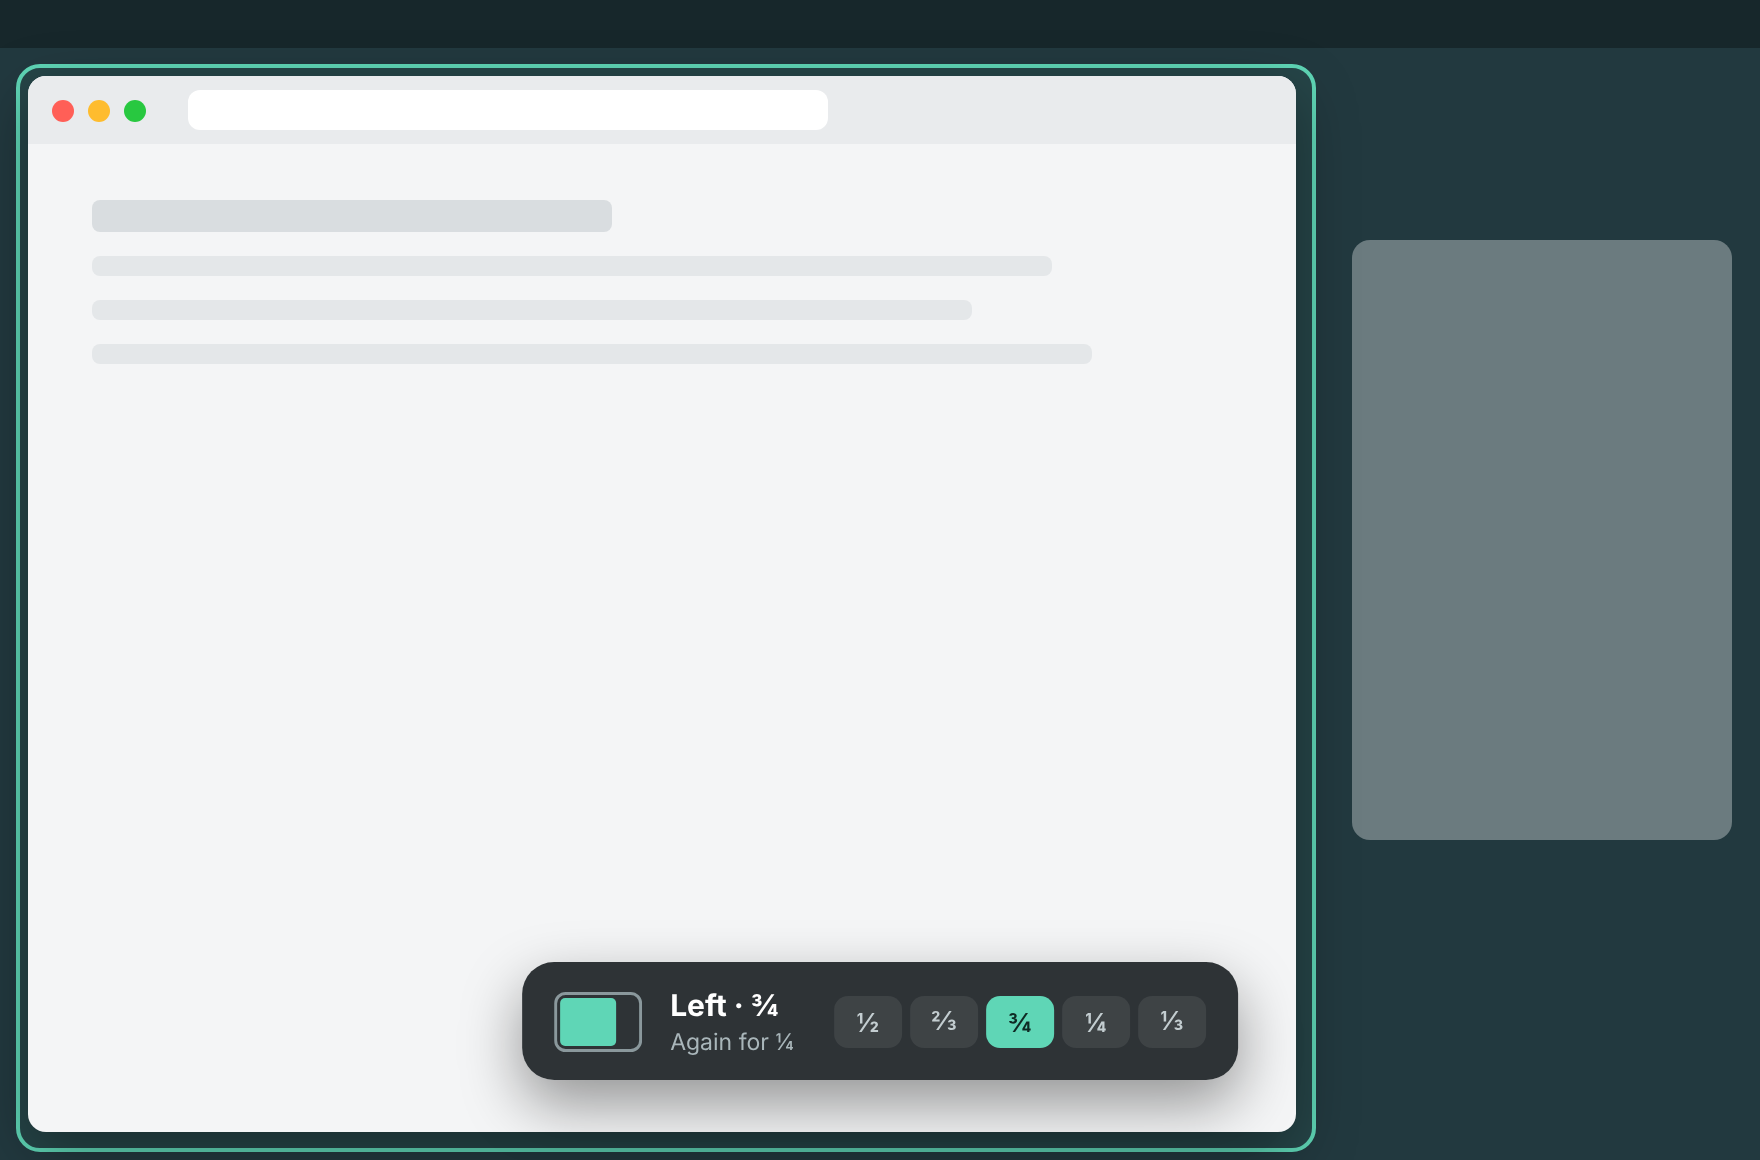 Left · ¾
Again for ¼
½ ⅔ ¾ ¼ ⅓